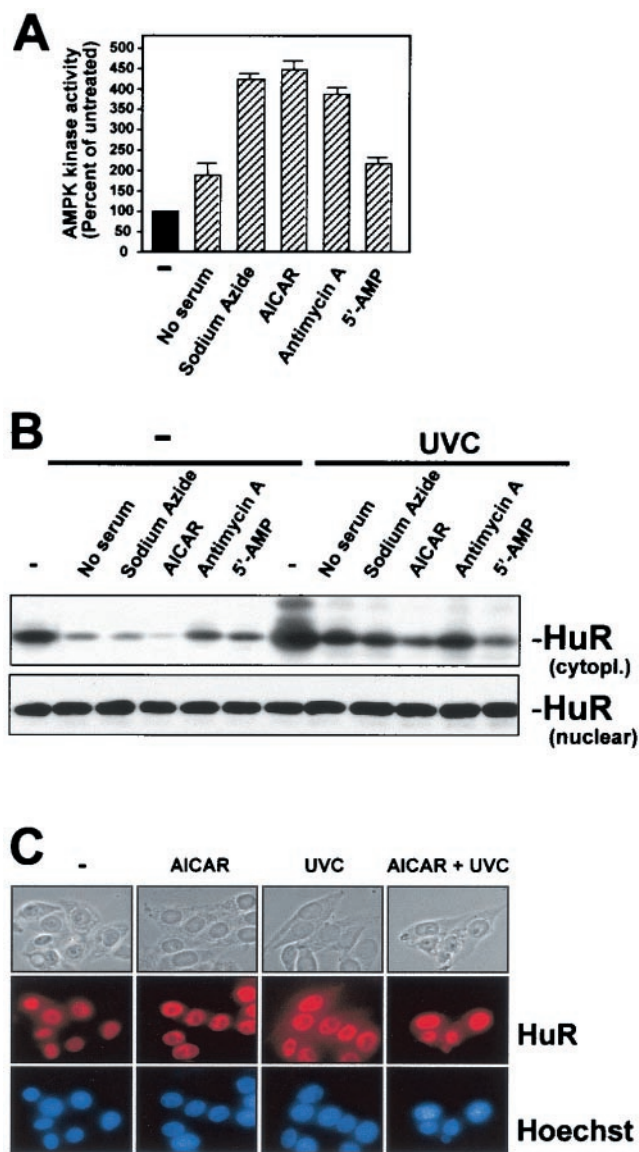 A
AMPK kinase activity
(Percent of untreated)
500
450
400
350
300
250
200
150
100
50
0
-
No serum
Sodium Azide
AICAR
Antimycin A
5'-AMP
B
-
UVC
-
No serum
Sodium Azide
AICAR
Antimycin A
5'-AMP
-
No serum
Sodium Azide
AICAR
Antimycin A
5'-AMP
-HuR
(cytopl.)
-HuR
(nuclear)
C
- AICAR UVC AICAR + UVC
HuR
Hoechst